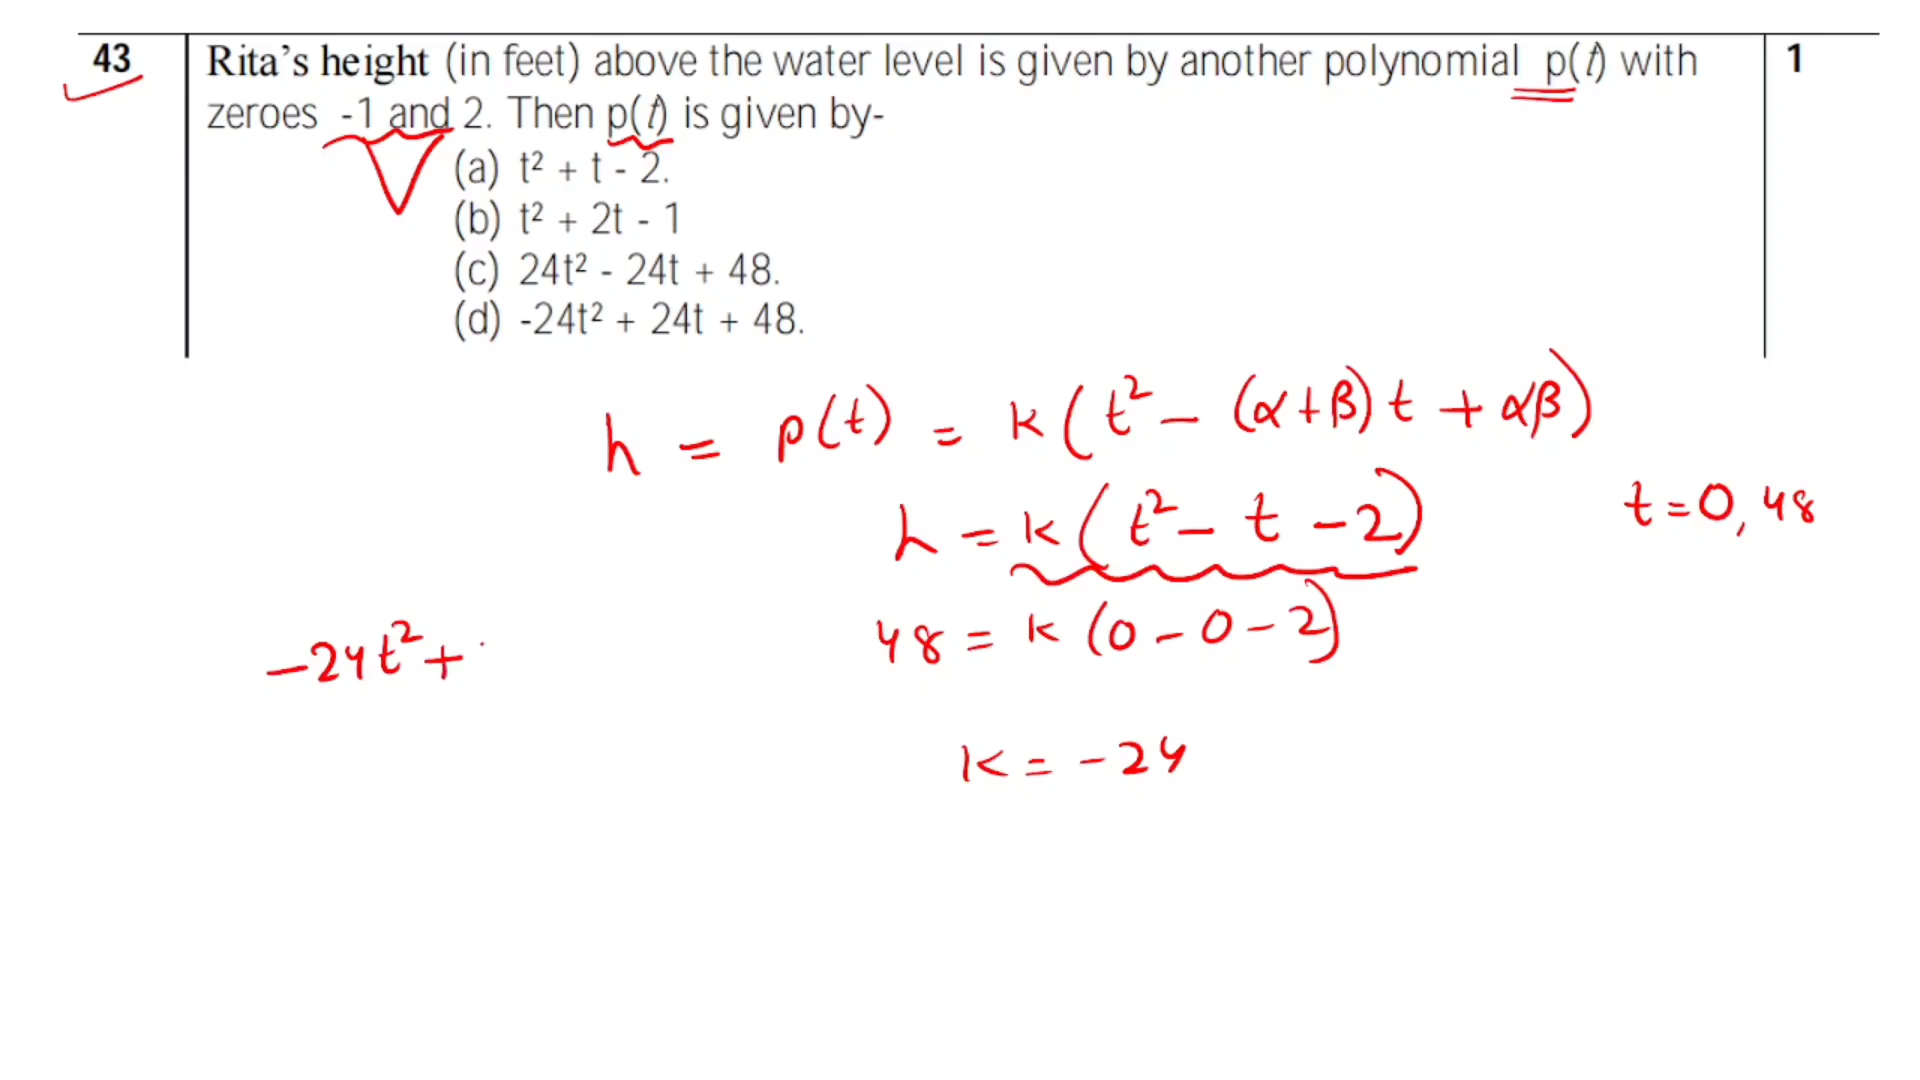 43 Rita's height (in feet) above the water level is given by another polynomial p(t) with 1
zeroes -1 and 2. Then p(t) is given by-
(a) t² + t - 2.
(b) t² + 2t - 1
(c) 24t² - 24t + 48.
(d) -24t² + 24t + 48.
h = p(t) = k(t² - (α+β)t + αβ)
h = k(t² - t - 2) t=0, 48
48 = k(0-0-2)
-24t² +
k = -24